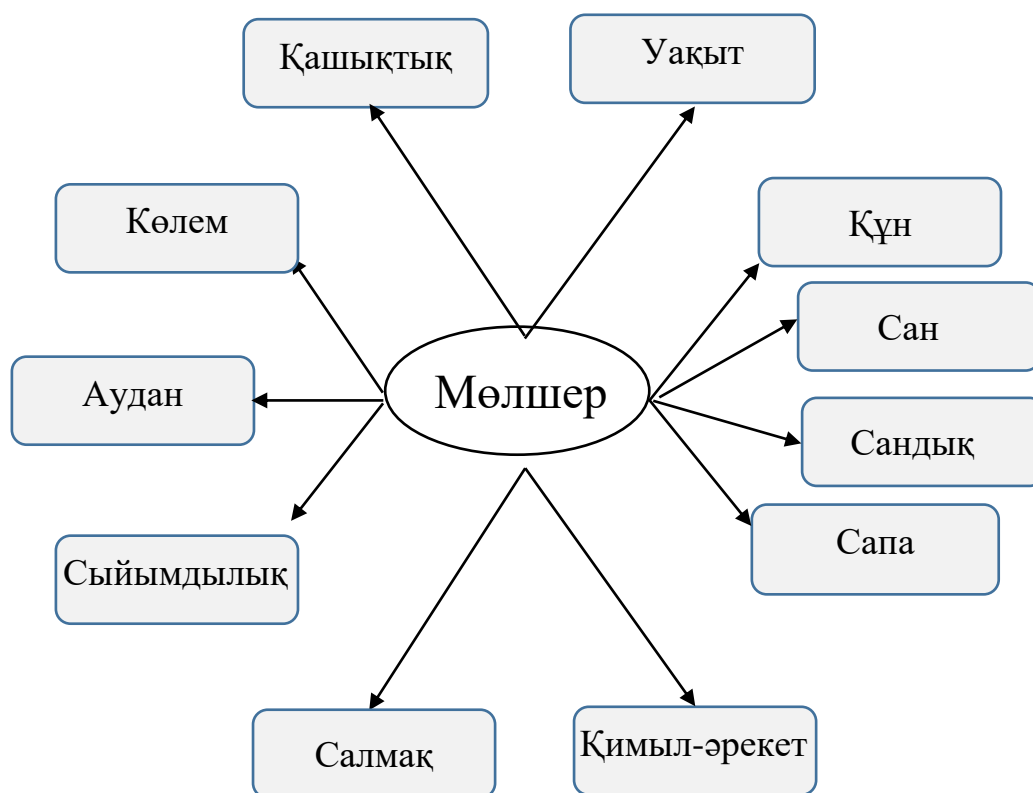 Қашықтық
Уақыт
Көлем
Құн
Сан
Аудан
Мөлшер
Сандық
Сыйымдылық
Сапа
Салмақ
Қимыл-әрекет